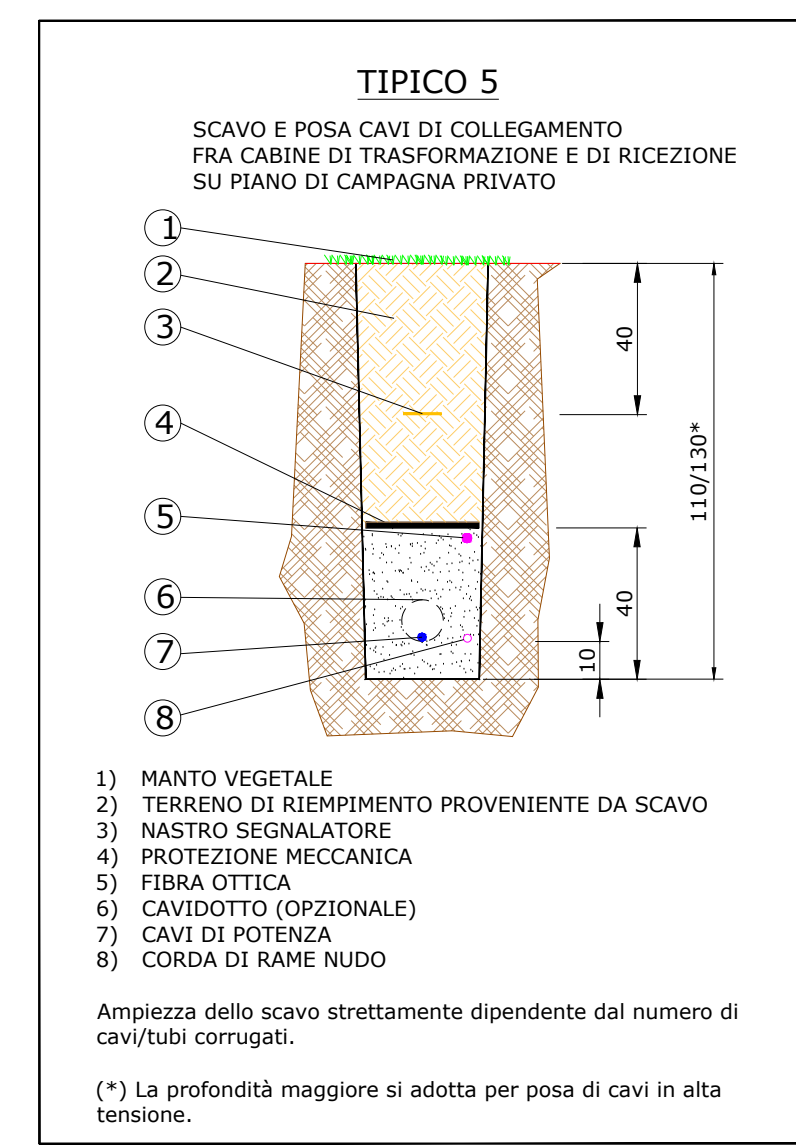 TIPICO 5
SCAVO E POSA CAVI DI COLLEGAMENTO
FRA CABINE DI TRASFORMAZIONE E DI RICEZIONE
SU PIANO DI CAMPAGNA PRIVATO
1
2
3
4
5
6
7
8
40
110/130*
40
10
1) MANTO VEGETALE
2) TERRENO DI RIEMPIMENTO PROVENIENTE DA SCAVO
3) NASTRO SEGNALATORE
4) PROTEZIONE MECCANICA
5) FIBRA OTTICA
6) CAVIDOTTO (OPZIONALE)
7) CAVI DI POTENZA
8) CORDA DI RAME NUDO
Ampiezza dello scavo strettamente dipendente dal numero di
cavi/tubi corrugati.
(*) La profondità maggiore si adotta per posa di cavi in alta
tensione.